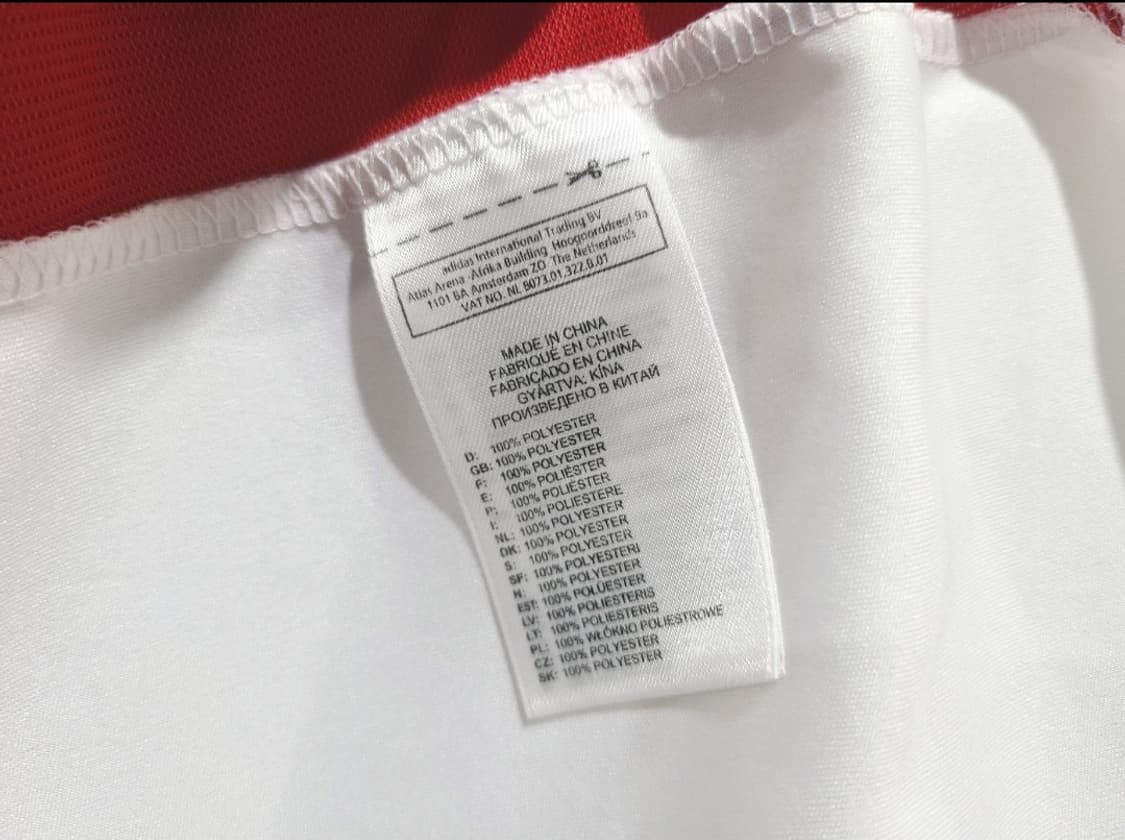 adidas International Trading BV
Atlas Arena -Afrika Building Hoogoorddreef 9a
1101 BA Amsterdam ZO The Netherlands
VAT NO. NL 8073.01.322.B.01
MADE IN CHINA
FABRIQUÉ EN CHINE
FABRICADO EN CHINA
GYÁRTVA: KÍNA
ПРОИЗВЕДЕНО В КИТАЙ
D: 100% POLYESTER
GB: 100% POLYESTER
F: 100% POLYESTER
E: 100% POLIÉSTER
P: 100% POLIÉSTER
I: 100% POLIESTERE
NL: 100% POLYESTER
DK: 100% POLYESTER
S: 100% POLYESTER
SF: 100% POLYESTERI
N: 100% POLYESTER
EST: 100% POLÜESTER
LV: 100% POLIESTERIS
LT: 100% POLIESTERIS
PL: 100% WŁÓKNO POLIESTROWE
CZ: 100% POLYESTER
SK: 100% POLYESTER